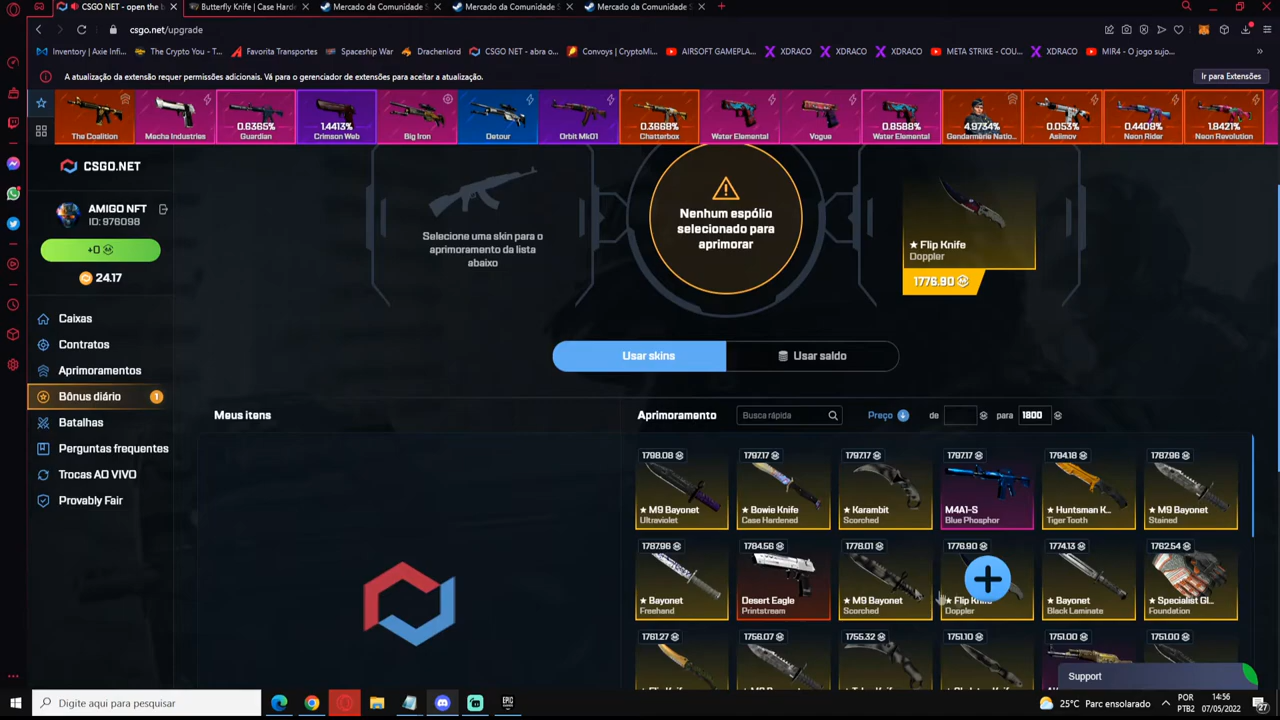 CSGO NET - open the b
Butterfly Knife | Case Harde
Mercado da Comunidade S
Mercado da Comunidade S
Mercado da Comunidade S
csgo.net/upgrade
Inventory | Axie Infi...
The Crypto You - T...
Favorita Transportes
Spaceship War
Drachenlord
CSGO NET - abra o...
Convoys | CryptoMi...
AIRSOFT GAMEPLA...
XDRACO
XDRACO
XDRACO
META STRIKE - COU...
XDRACO
MIR4 - O jogo sujo...
A atualização da extensão requer permissões adicionais. Vá para o gerenciador de extensões para aceitar a atualização.
Ir para Extensões
The Coalition
Mecha Industries
0.6365%
Guardian
1.4413%
Crimson Web
Big Iron
Detour
Orbit Mk01
0.3668%
Chatterbox
Water Elemental
Vogue
0.8588%
Water Elemental
4.9734%
Gendarmerie Natio...
0.053%
Asiimov
0.4409%
Neon Rider
1.8421%
Neon Revolution
CSGO.NET
AMIGO NFT
ID: 976098
+0
24.17
Caixas
Contratos
Aprimoramentos
Bônus diário
1
Batalhas
Perguntas frequentes
Trocas AO VIVO
Provably Fair
Selecione uma skin para o
aprimoramento da lista
abaixo
Nenhum espólio
selecionado para
aprimorar
★ Flip Knife
Doppler
1776.90
Usar skins
Usar saldo
Meus itens
Aprimoramento
Busca rápida
Preço
de
para
1800
1798.08
★ M9 Bayonet
Ultraviolet
1797.17
★ Bowie Knife
Case Hardened
1797.17
★ Karambit
Scorched
1797.17
M4A1-S
Blue Phosphor
1794.18
★ Huntsman K...
Tiger Tooth
1787.96
★ M9 Bayonet
Stained
1787.96
★ Bayonet
Freehand
1784.56
Desert Eagle
Printstream
1778.01
★ M9 Bayonet
Scorched
1776.90
★ Flip Knife
Doppler
1774.13
★ Bayonet
Black Laminate
1762.54
★ Specialist Gl...
Foundation
1761.27
1756.07
1755.32
1751.10
1751.00
1751.00
Support
Digite aqui para pesquisar
25°C Parc ensolarado
POR
PTB2
14:56
07/05/2022
27